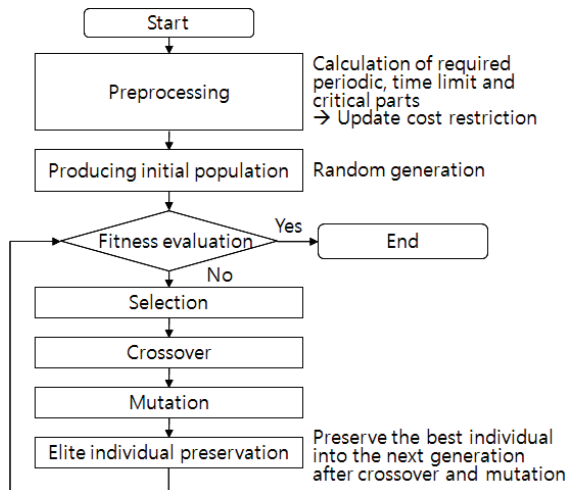 Start
Preprocessing
Calculation of required
periodic, time limit and
critical parts
→ Update cost restriction
Producing initial population
Random generation
Fitness evaluation
Yes
End
No
Selection
Crossover
Mutation
Elite individual preservation
Preserve the best individual
into the next generation
after crossover and mutation